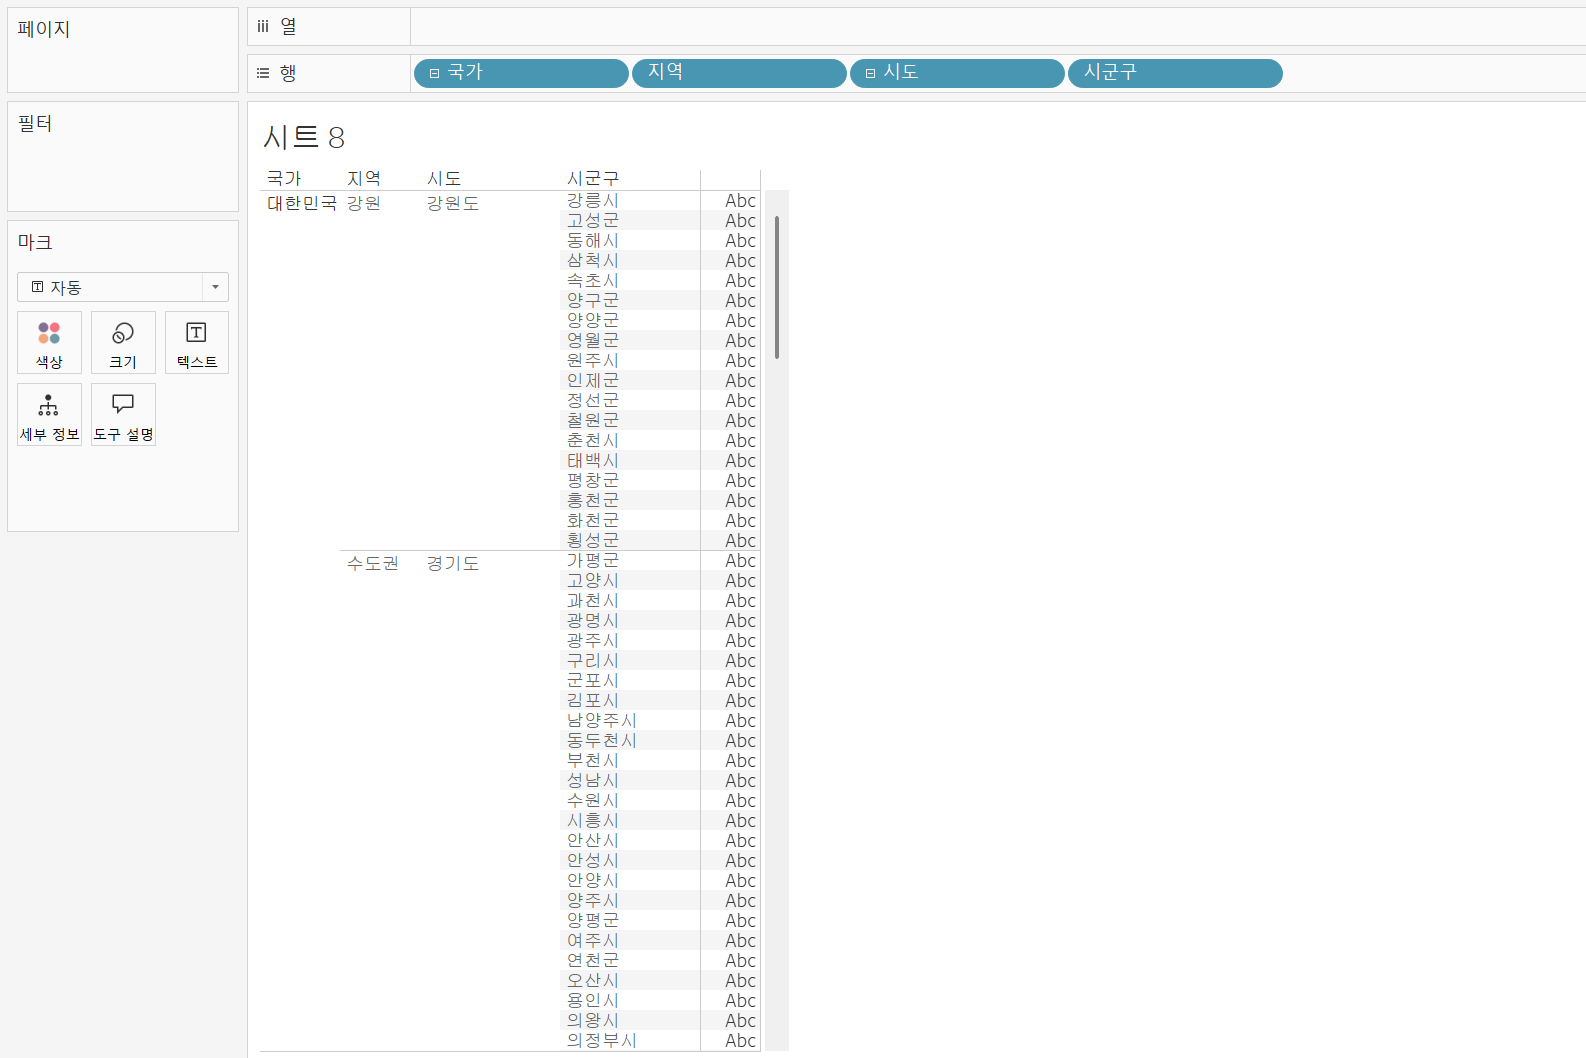 페이지
열
행 국가 지역 시도 시군구
필터
마크
자동
색상 크기 텍스트
세부 정보 도구 설명
시트 8
국가 지역 시도 시군구
대한민국 강원 강원도 강릉시 Abc
고성군 Abc
동해시 Abc
삼척시 Abc
속초시 Abc
양구군 Abc
양양군 Abc
영월군 Abc
원주시 Abc
인제군 Abc
정선군 Abc
철원군 Abc
춘천시 Abc
태백시 Abc
평창군 Abc
홍천군 Abc
화천군 Abc
횡성군 Abc
수도권 경기도 가평군 Abc
고양시 Abc
과천시 Abc
광명시 Abc
광주시 Abc
구리시 Abc
군포시 Abc
김포시 Abc
남양주시 Abc
동두천시 Abc
부천시 Abc
성남시 Abc
수원시 Abc
시흥시 Abc
안산시 Abc
안성시 Abc
안양시 Abc
양주시 Abc
양평군 Abc
여주시 Abc
연천군 Abc
오산시 Abc
용인시 Abc
의왕시 Abc
의정부시 Abc